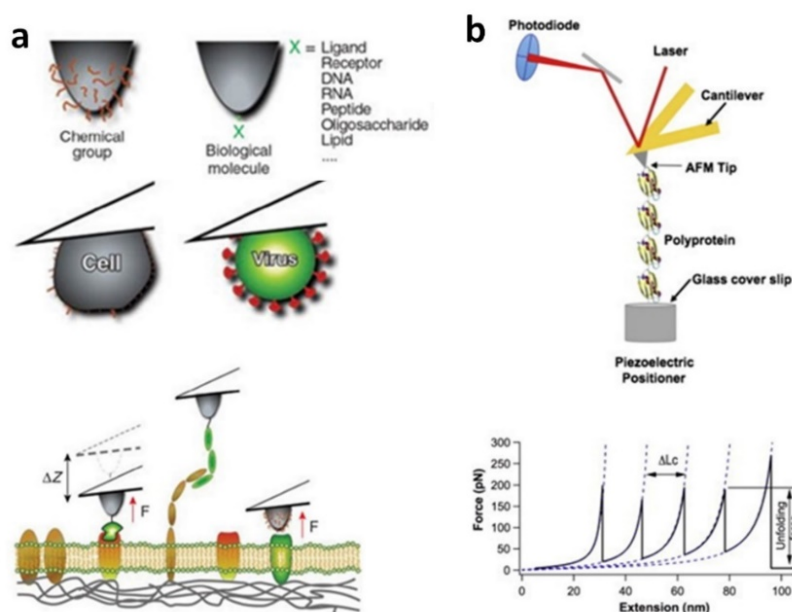 a
X = Ligand
Receptor
DNA
RNA
Peptide
Oligosaccharide
Lipid
....
Chemical
group
X
Biological
molecule
Cell
Virus
ΔZ
F
F
b
Photodiode
Laser
Cantilever
AFM Tip
Polyprotein
Glass cover slip
Piezoelectric
Positioner
300
250
200
150
100
50
0
Force (pN)
ΔLc
Unfolding
0
20
40
60
80
100
Extension (nm)